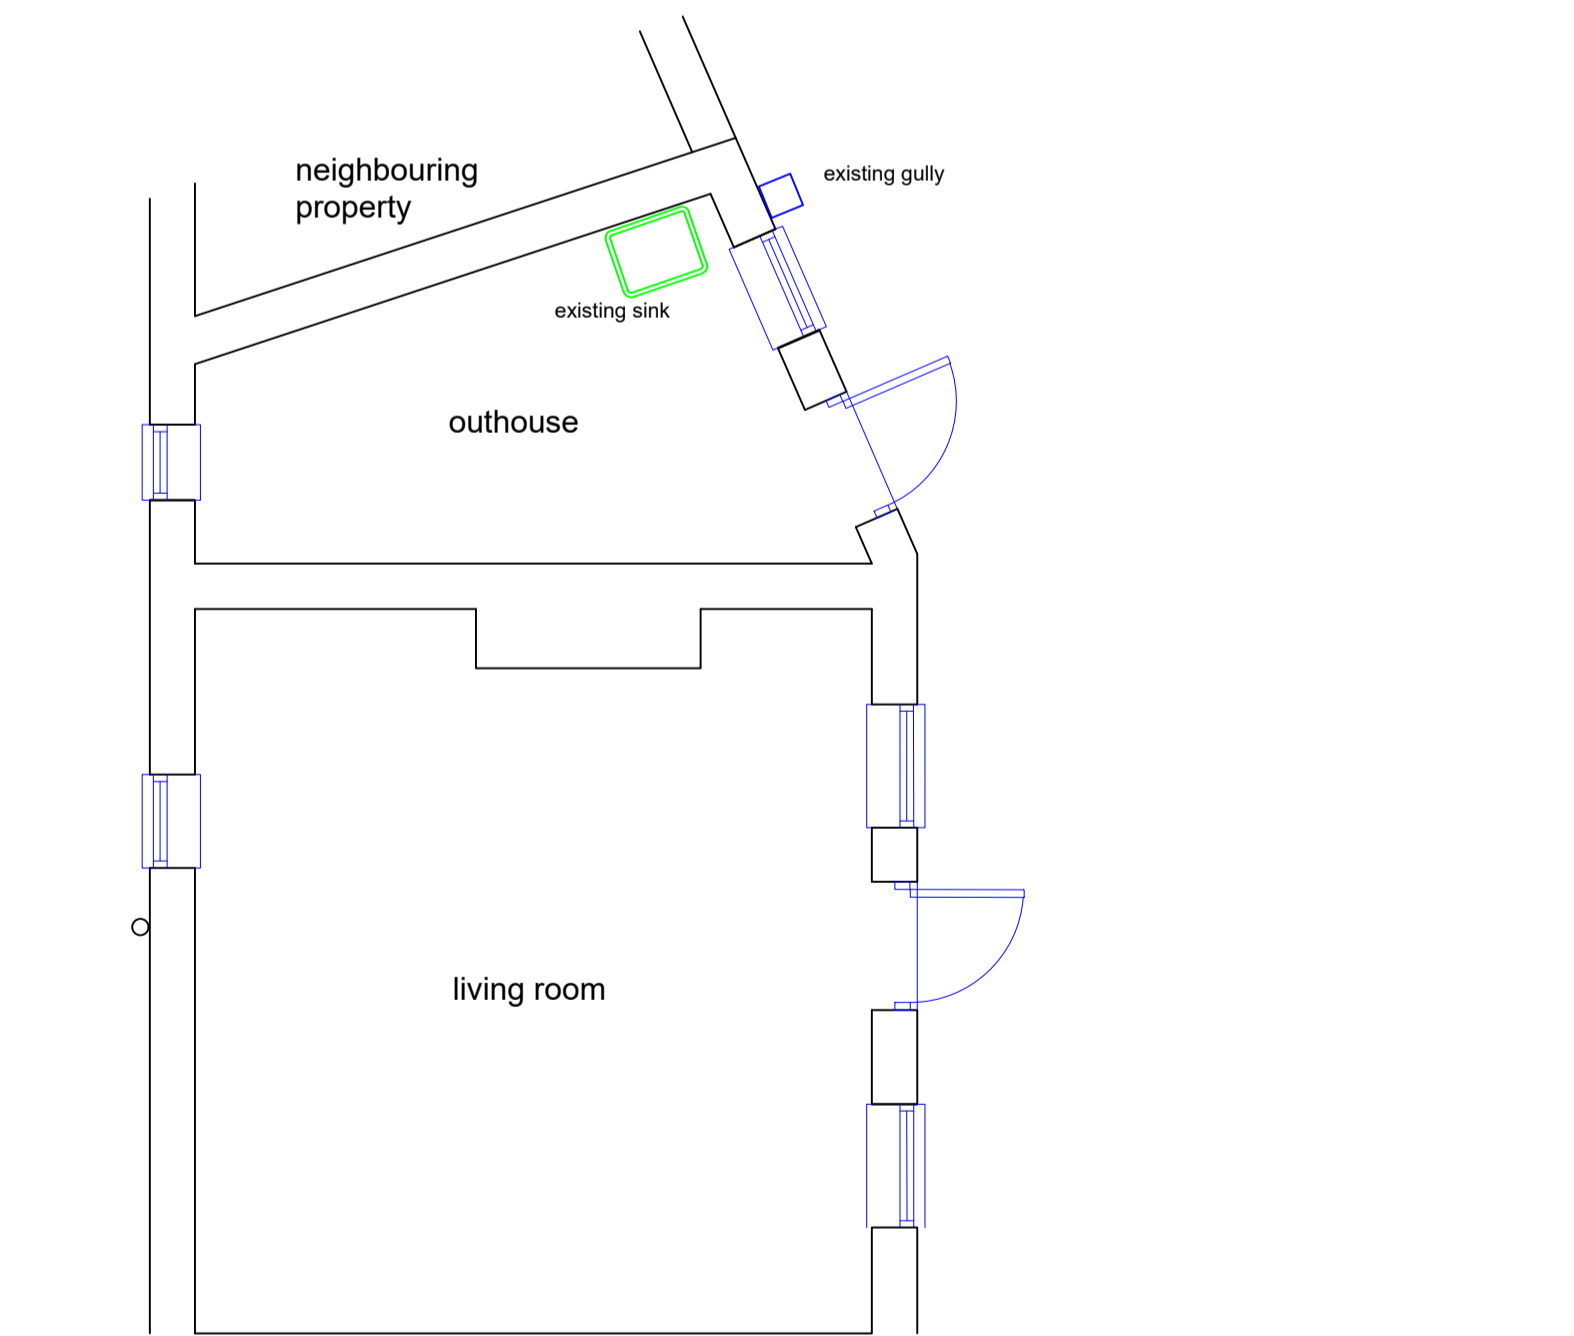 neighbouring
property
existing gully
existing sink
outhouse
living room